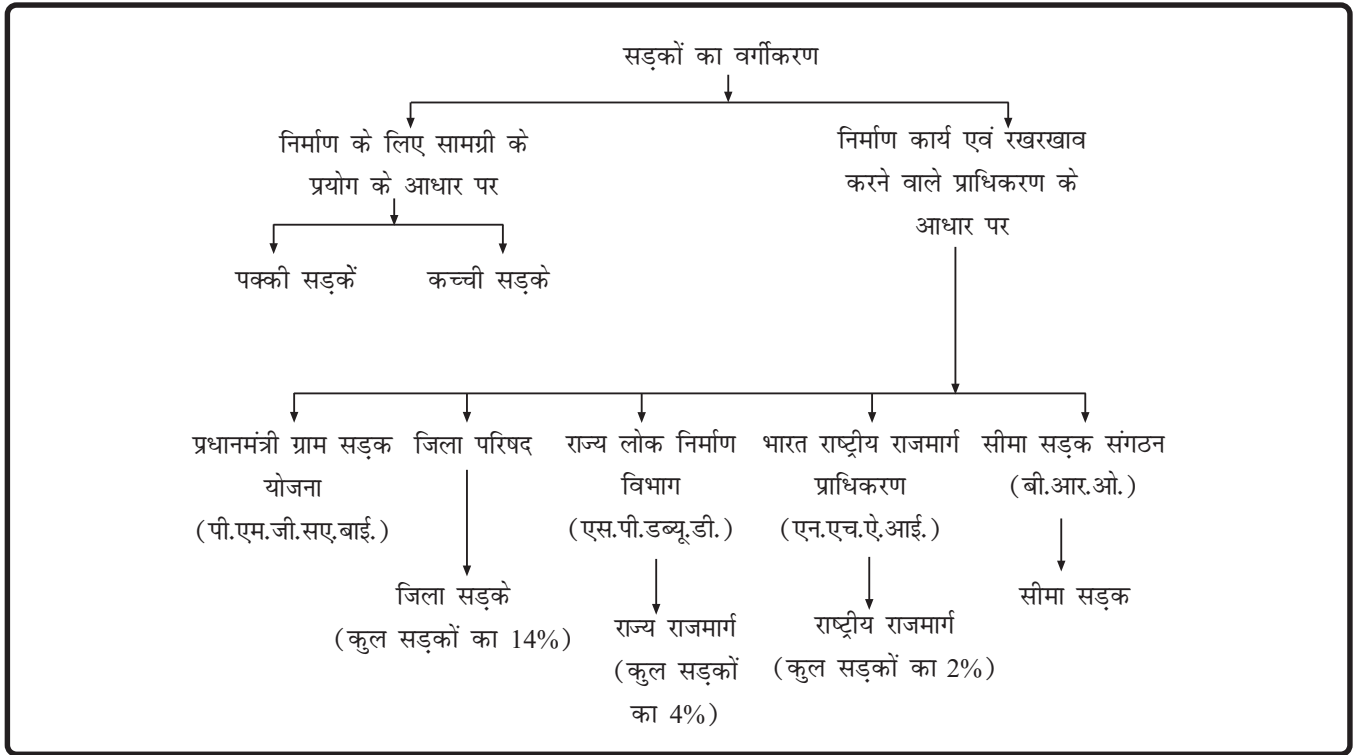 सड़कों का वर्गीकरण
निर्माण के लिए सामग्री के
प्रयोग के आधार पर
निर्माण कार्य एवं रखरखाव
करने वाले प्राधिकरण के
आधार पर
पक्की सड़कें
कच्ची सड़के
प्रधानमंत्री ग्राम सड़क
योजना
(पी.एम.जी.सए.बाई.)
जिला परिषद
राज्य लोक निर्माण
विभाग
(एस.पी.डब्यू.डी.)
भारत राष्ट्रीय राजमार्ग
प्राधिकरण
(एन.एच.ऐ.आई.)
सीमा सड़क संगठन
(बी.आर.ओ.)
जिला सड़के
(कुल सड़कों का 14%)
राज्य राजमार्ग
(कुल सड़कों
का 4%)
राष्ट्रीय राजमार्ग
(कुल सड़कों का 2%)
सीमा सड़क